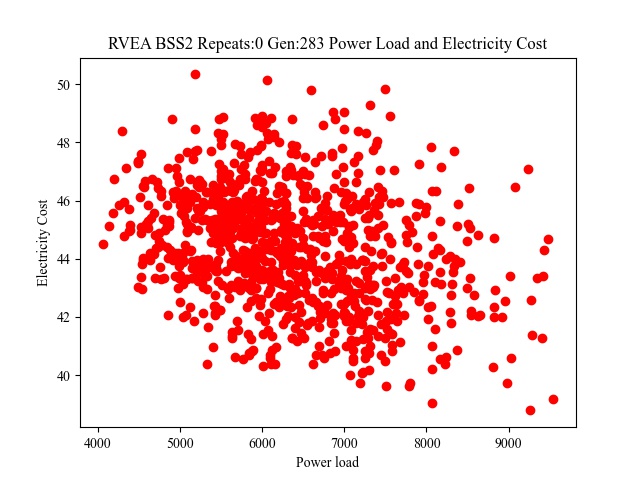 RVEA BSS2 Repeats:0 Gen:283 Power Load and Electricity Cost
50
48
46
44
42
40
Electricity Cost
4000 5000 6000 7000 8000 9000
Power load